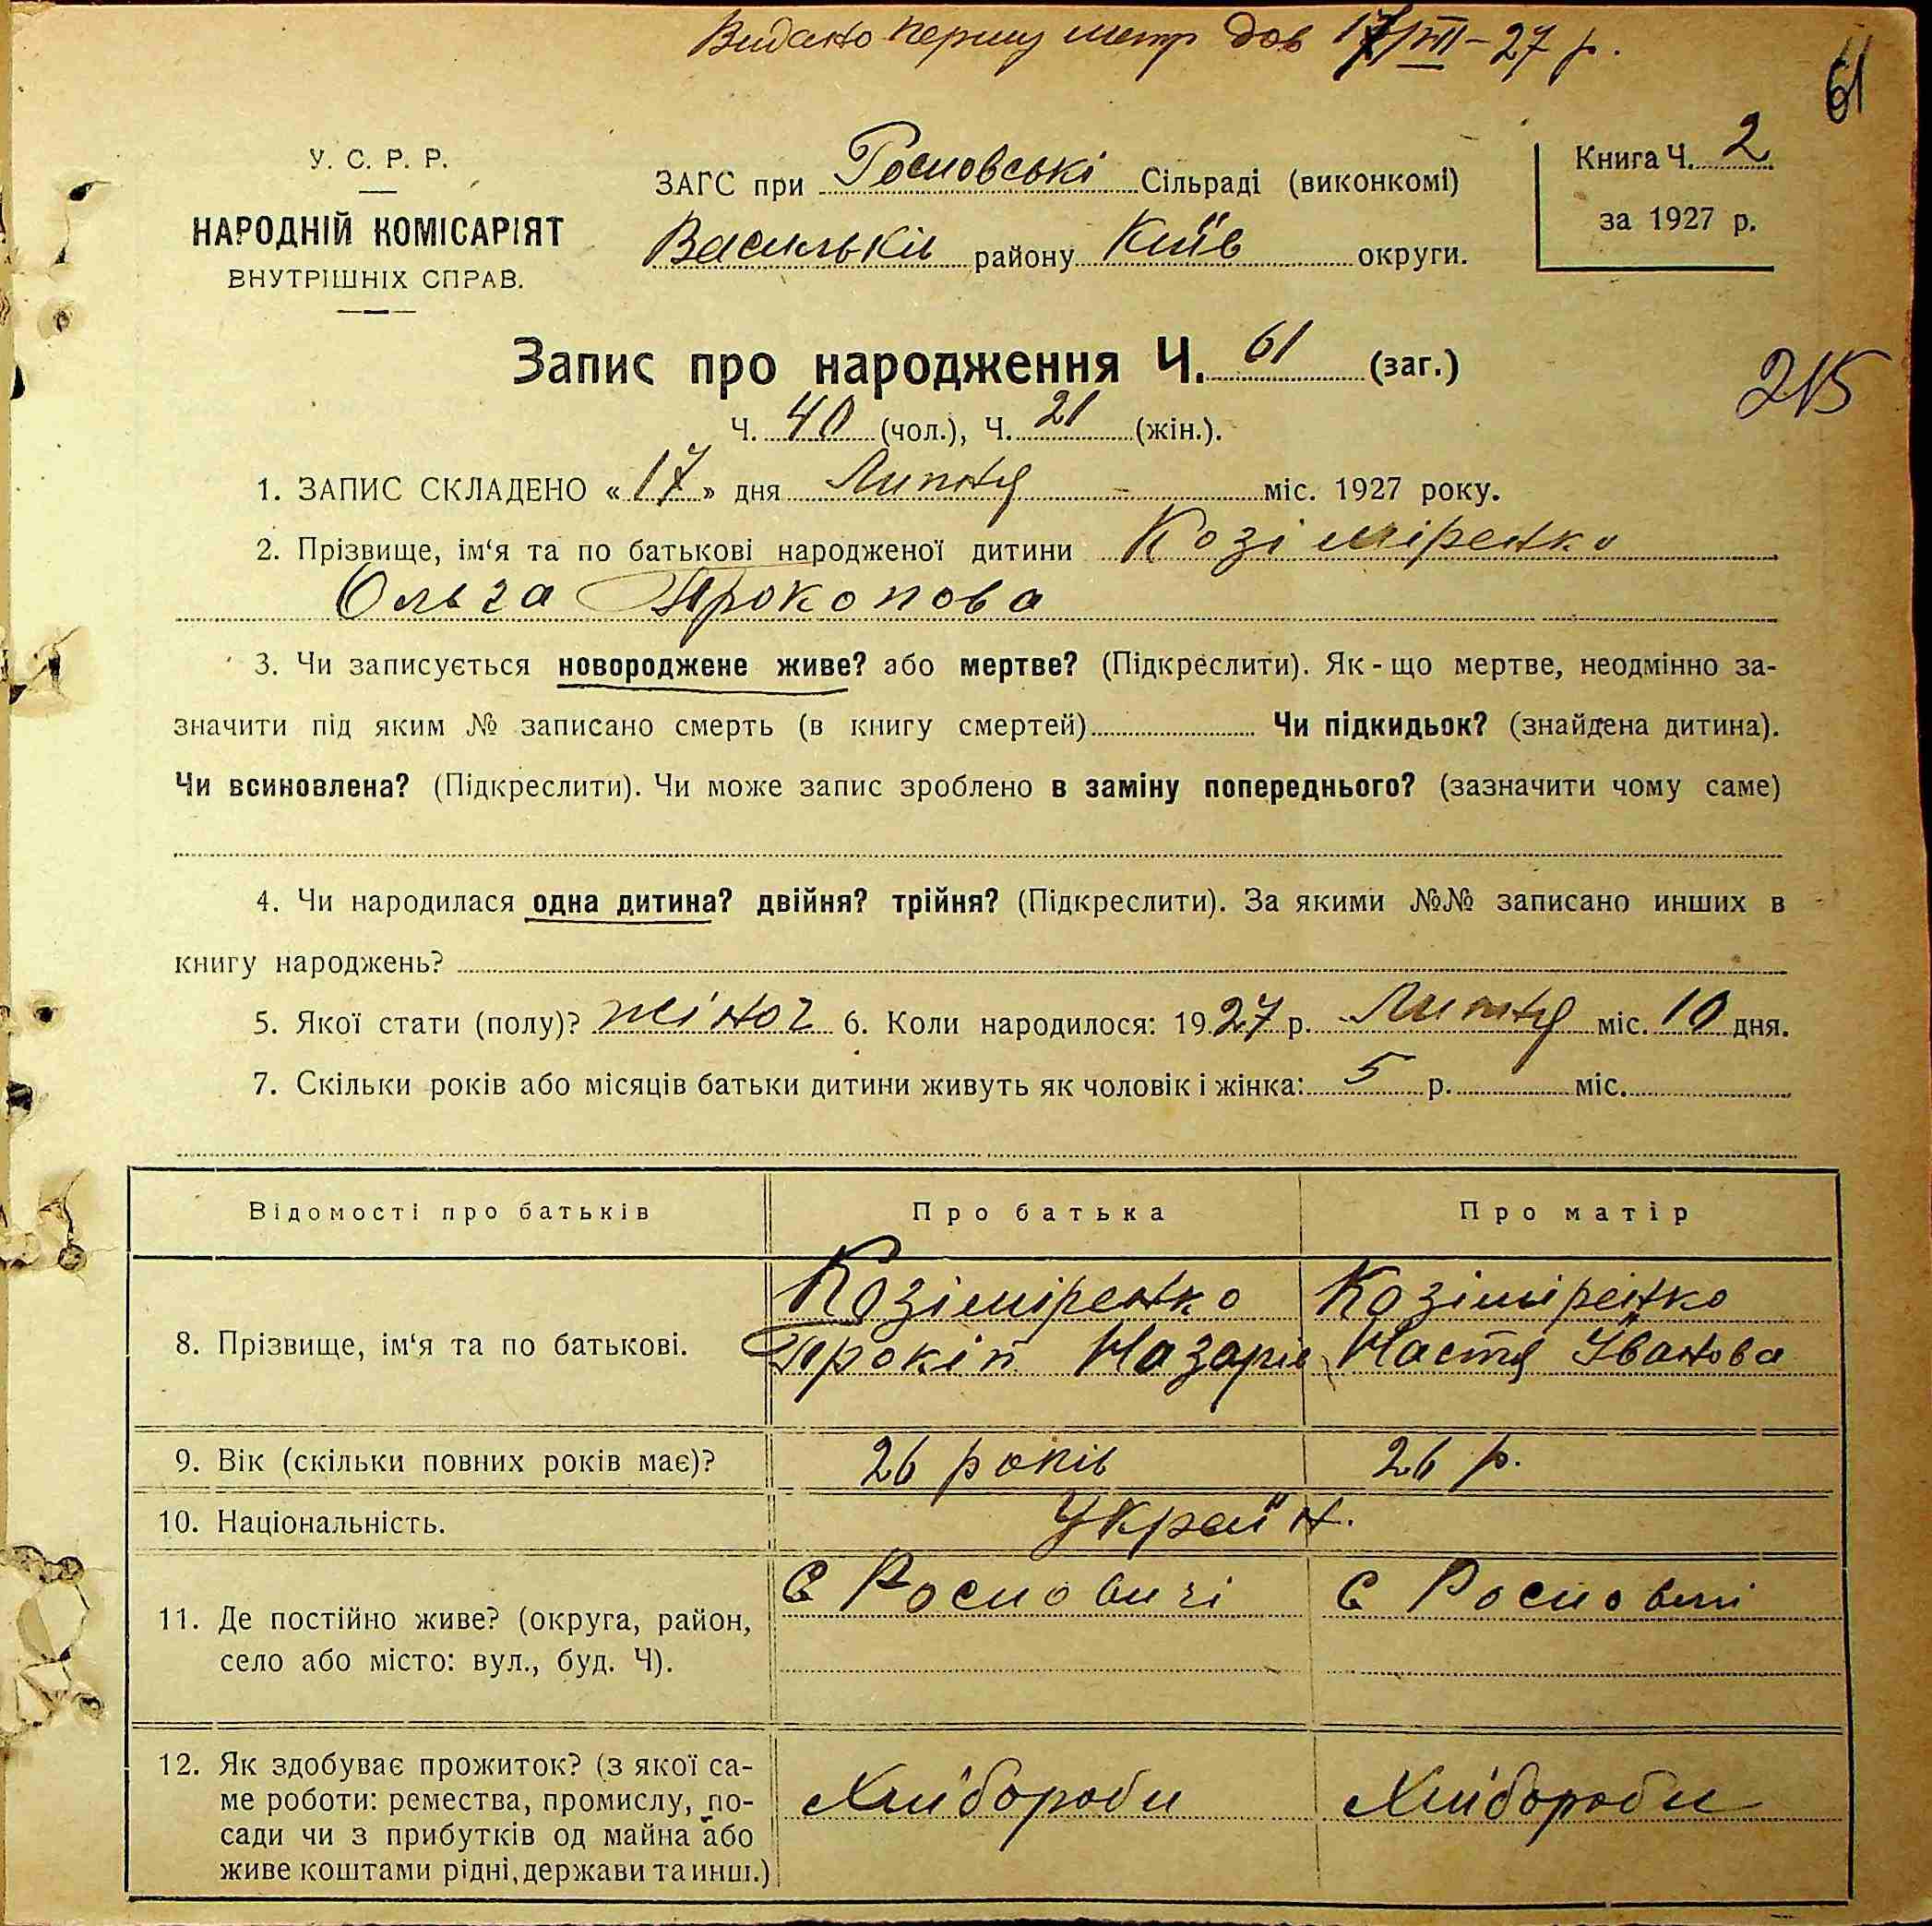 Видано першу метр дов 17/VII-27 р.
61
У. С. Р. Р.
НАРОДНІЙ КОМІСАРІЯТ
ВНУТРІШНІХ СПРАВ.
ЗАГС при Росновські Сільраді (виконкомі)
Васильків району Київ округи.
Книга Ч. 2
за 1927 р.
Запис про народження Ч. 61 (заг.)
215
Ч. 40 (чол.), Ч. 21 (жін.).
1. ЗАПИС СКЛАДЕНО « 17 » дня Липня міс. 1927 року.
2. Прізвище, ім‘я та по батькові народженої дитини Козіміренко
Ольга Прокопова
3. Чи записується новороджене живе? або мертве? (Підкреслити). Як-що мертве, неодмінно за-
значити під яким № записано смерть (в книгу смертей) Чи підкидьок? (знайдена дитина).
Чи всиновлена? (Підкреслити). Чи може запис зроблено в заміну попереднього? (зазначити чому саме)
4. Чи народилася одна дитина? двійня? трійня? (Підкреслити). За якими №№ записано инших в
книгу народжень?
5. Якої стати (полу)? жіноч 6. Коли народилося: 1927 р. Липня міс. 10 дня.
7. Скільки років або місяців батьки дитини живуть як чоловік і жінка: 5 р. міс.
Відомості про батьків Про батька Про матір
Козіміренко Козіміренко
8. Прізвище, ім‘я та по батькові. Прокіп Назарів Настя Іванова
9. Вік (скільки повних років має)? 26 років 26 р.
10. Національність. Україн.
С С
11. Де постійно живе? (округа, район,
село або місто: вул., буд. Ч).
12. Як здобуває прожиток? (з якої са-
ме роботи: ремества, промислу, по- Хлібороби Хлібороби
сади чи з прибутків од майна або
живе коштами рідні, держави та инш.)